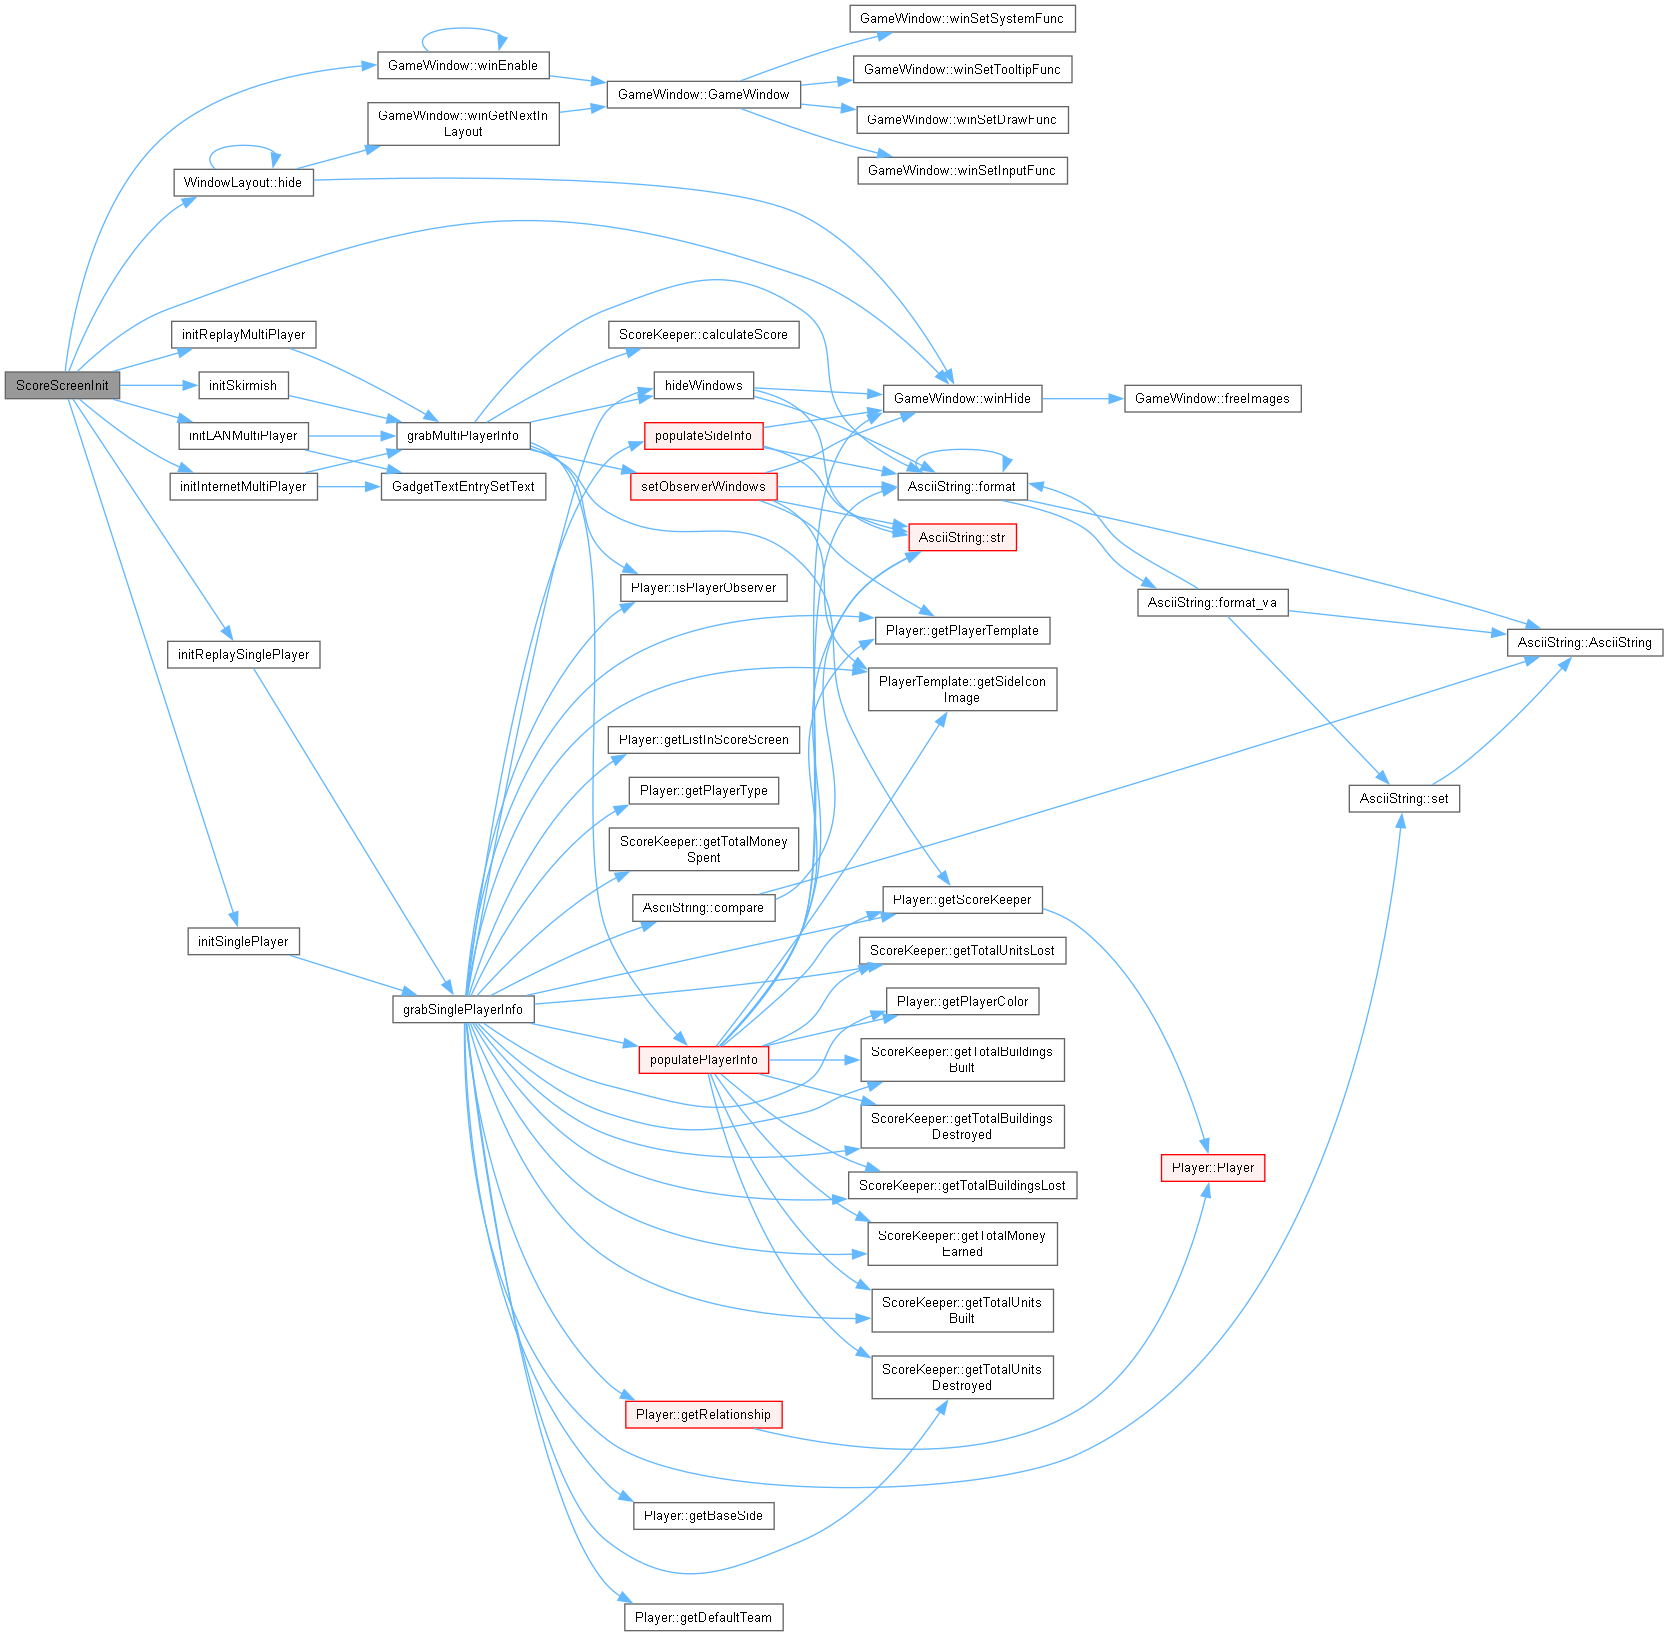 GameWindow::winSetSystemFunc
GameWindow::winEnable
GameWindow::winSetTooltipFunc
GameWindow::GameWindow
GameWindow::winGetNextIn
Layout
GameWindow::winSetDrawFunc
GameWindow::winSetInputFunc
WindowLayout::hide
initReplayMultiPlayer
ScoreKeeper::calculateScore
ScoreScreenInit
initSkirmish
hideWindows
GameWindow::winHide
GameWindow::freeImages
initLANMultiPlayer
grabMultiPlayerInfo
populateSideInfo
initInternetMultiPlayer
GadgetTextEntrySetText
setObserverWindows
AsciiString::format
AsciiString::str
Player::isPlayerObserver
AsciiString::format_va
Player::getPlayerTemplate
AsciiString::AsciiString
initReplaySinglePlayer
PlayerTemplate::getSideIcon
Image
Player::getListInScoreScreen
Player::getPlayerType
AsciiString::set
ScoreKeeper::getTotalMoney
Spent
AsciiString::compare
Player::getScoreKeeper
initSinglePlayer
ScoreKeeper::getTotalUnitsLost
grabSinglePlayerInfo
Player::getPlayerColor
populatePlayerInfo
ScoreKeeper::getTotalBuildings
Built
ScoreKeeper::getTotalBuildings
Destroyed
Player::Player
ScoreKeeper::getTotalBuildingsLost
ScoreKeeper::getTotalMoney
Earned
ScoreKeeper::getTotalUnits
Built
ScoreKeeper::getTotalUnits
Destroyed
Player::getRelationship
Player::getBaseSide
Player::getDefaultTeam